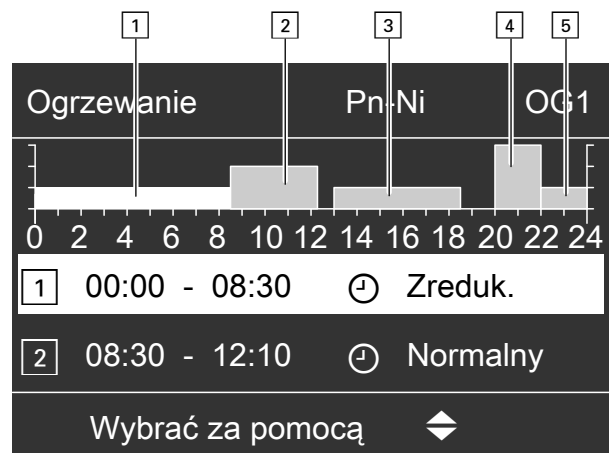 1 2 3 4 5
Ogrzewanie Pn-Ni OG1
0 2 4 6 8 10 12 14 16 18 20 22 24
1 00:00 - 08:30 Zreduk.
2 08:30 - 12:10 Normalny
Wybrać za pomocą